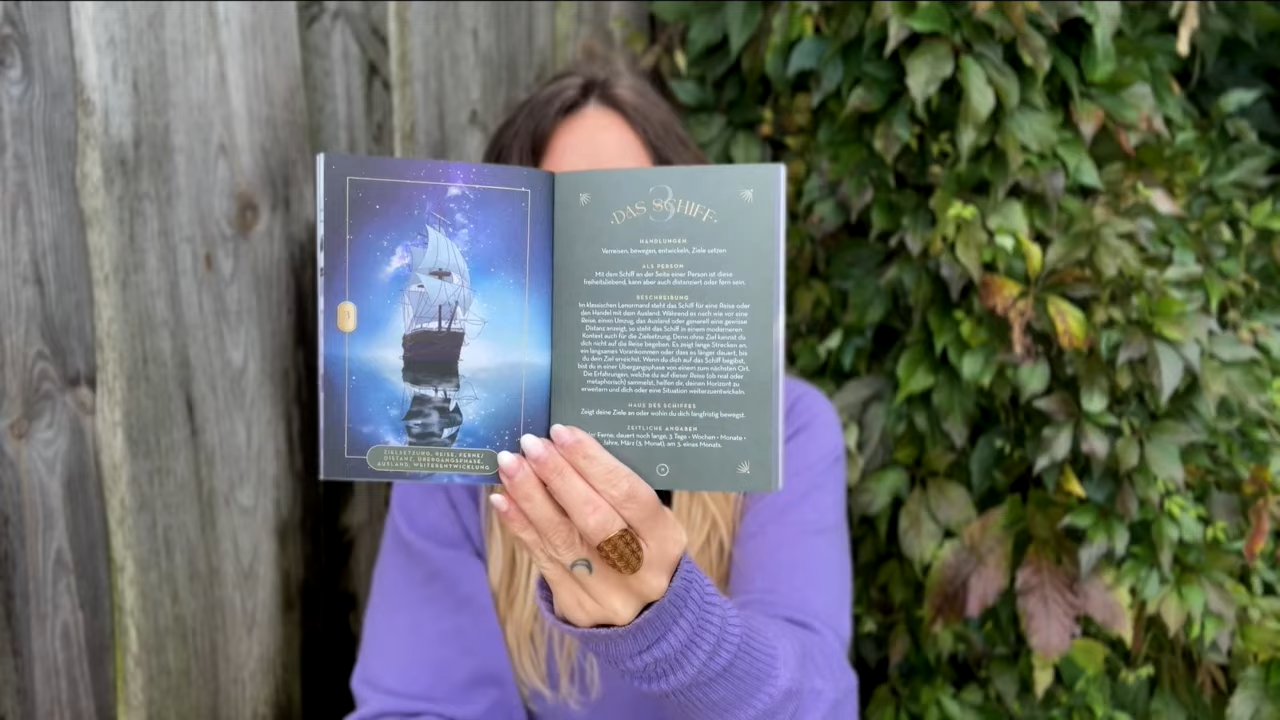 3
ZIELSETZUNG, REISE, FERNE/
DISTANZ, ÜBERGANGSPHASE,
AUSLAND, WEITERENTWICKLUNG
3
·DAS SCHIFF·
HANDLUNGEN
Verreisen, bewegen, entwickeln, Ziele setzen
ALS PERSON
Mit dem Schiff an der Seite einer Person ist diese
freiheitsliebend, kann aber auch distanziert oder fern sein.
BESCHREIBUNG
Im klassischen Lenormand steht das Schiff für eine Reise oder
den Handel mit dem Ausland. Während es nach wie vor eine
Reise, einen Umzug, das Ausland oder generell eine gewisse
Distanz anzeigt, so steht das Schiff in einem moderneren
Kontext auch für die Zielsetzung. Denn ohne Ziel kannst du
dich nicht auf die Reise begeben. Es zeigt lange Strecken an,
ein langsames Vorankommen oder dass es länger dauert, bis
du dein Ziel erreichst. Wenn du dich auf das Schiff begibst,
bist du in einer Übergangsphase von einem zum nächsten Ort.
Die Erfahrungen, welche du auf dieser Reise (ob real oder
metaphorisch) sammelst, helfen dir, deinen Horizont zu
erweitern und dich oder eine Situation weiterzuentwickeln.
HAUS DES SCHIFFES
Zeigt deine Ziele an oder wohin du dich langfristig bewegst.
ZEITLICHE ANGABEN
Ferne, dauert noch lange, 3 Tage • Wochen • Monate •
Jahre, März (3. Monat), am 3. eines Monats.